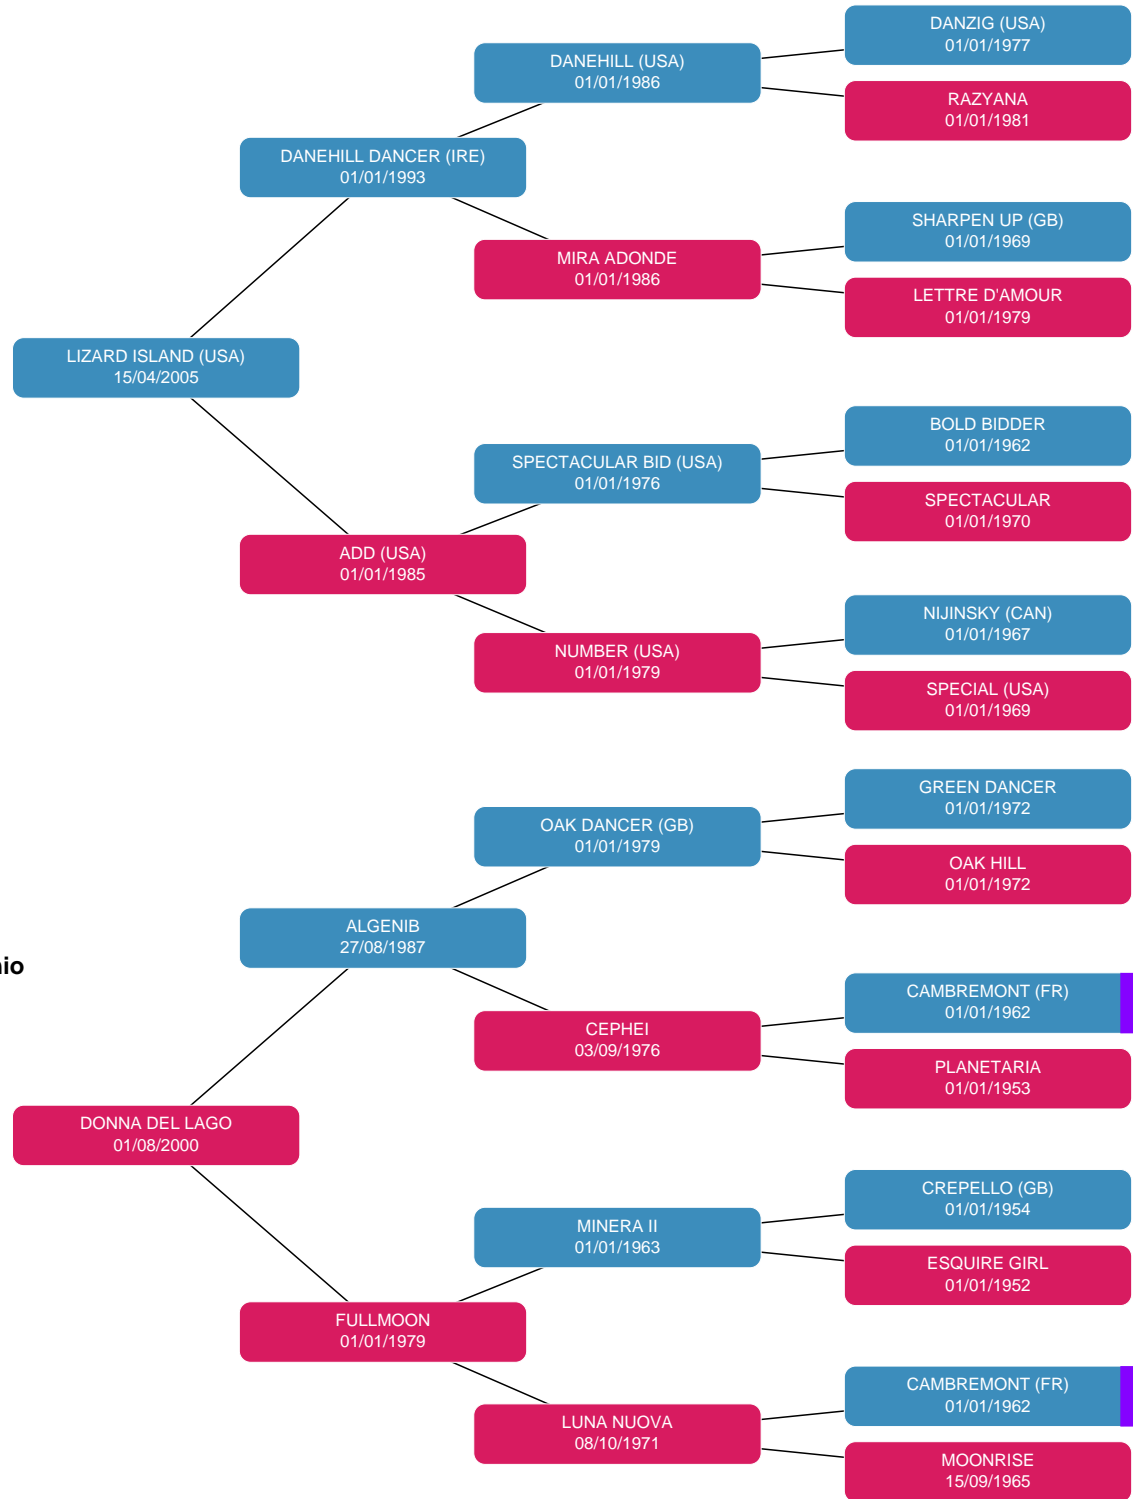 DANZIG (USA)
01/01/1977
DANEHILL (USA)
01/01/1986
RAZYANA
01/01/1981
DANEHILL DANCER (IRE)
01/01/1993
SHARPEN UP (GB)
01/01/1969
MIRA ADONDE
01/01/1986
LETTRE D'AMOUR
01/01/1979
LIZARD ISLAND (USA)
15/04/2005
BOLD BIDDER
01/01/1962
SPECTACULAR BID (USA)
01/01/1976
SPECTACULAR
01/01/1970
ADD (USA)
01/01/1985
NIJINSKY (CAN)
01/01/1967
NUMBER (USA)
01/01/1979
SPECIAL (USA)
01/01/1969
GREEN DANCER
01/01/1972
OAK DANCER (GB)
01/01/1979
OAK HILL
01/01/1972
ALGENIB
27/08/1987
nio
CAMBREMONT (FR)
01/01/1962
CEPHEI
03/09/1976
PLANETARIA
01/01/1953
DONNA DEL LAGO
01/08/2000
CREPELLO (GB)
01/01/1954
MINERA II
01/01/1963
ESQUIRE GIRL
01/01/1952
FULLMOON
01/01/1979
CAMBREMONT (FR)
01/01/1962
LUNA NUOVA
08/10/1971
MOONRISE
15/09/1965